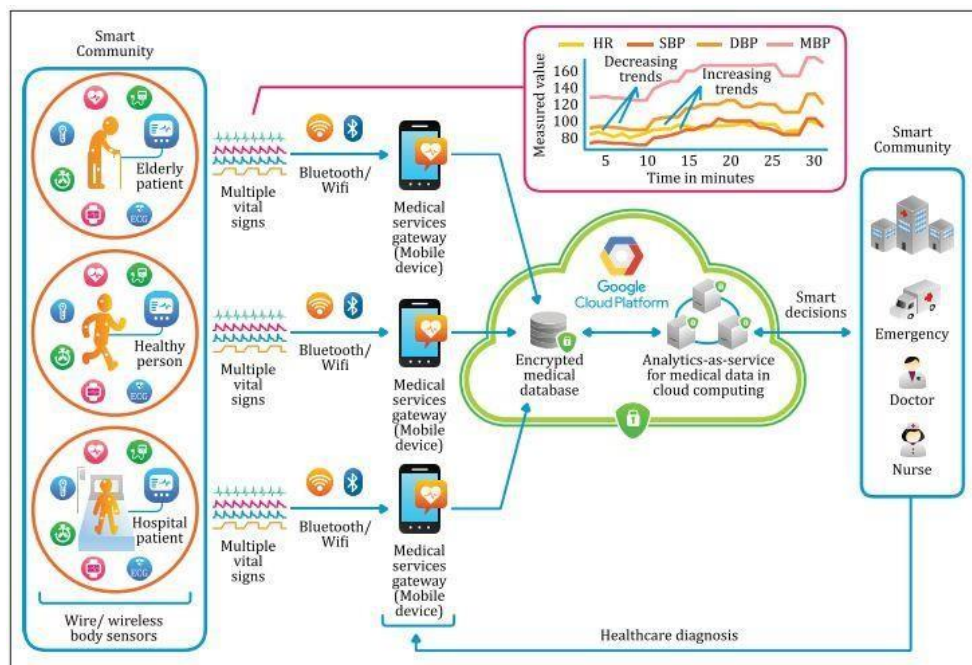 Smart
Community
Elderly
patient
ECG
Healthy
person
ECG
Hospital
patient
ECG
Wire/ wireless
body sensors
Multiple
vital
signs
Bluetooth/
Wifi
Medical
services
gateway
(Mobile
device)
Multiple
vital
signs
Bluetooth/
Wifi
Medical
services
gateway
(Mobile
device)
Multiple
vital
signs
Bluetooth/
Wifi
Medical
services
gateway
(Mobile
device)
HR SBP DBP MBP
Measured value
160
140
120
100
80
Decreasing
trends
Increasing
trends
5 10 15 20 25 30
Time in minutes
Google
Cloud Platform
Encrypted
medical
database
Analytics-as-service
for medical data in
cloud computing
Smart
decisions
Smart
Community
Emergency
Doctor
Nurse
Healthcare diagnosis